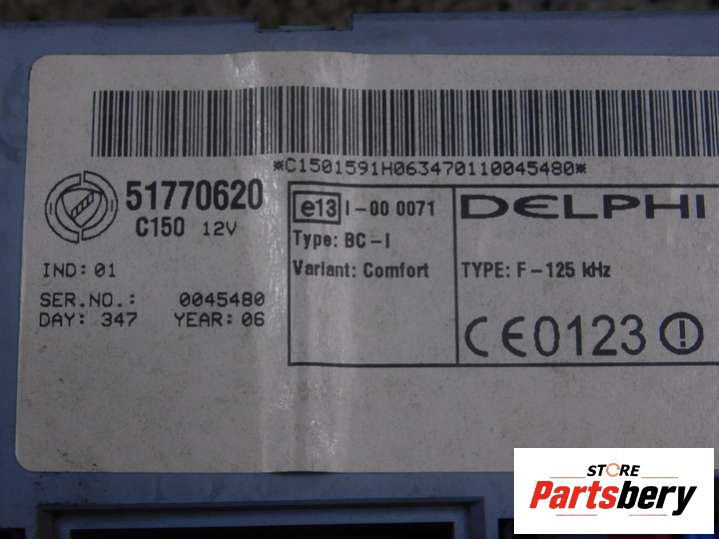 *C1501591H063470110045480*
51770620
C150 12V
IND: 01
SER.NO.: 0045480
DAY: 347 YEAR: 06
e13 I-00 0071
Type: BC-I
Variant: Comfort
DELPHI
TYPE: F-125 kHz
CE0123
STORE
Partsbery